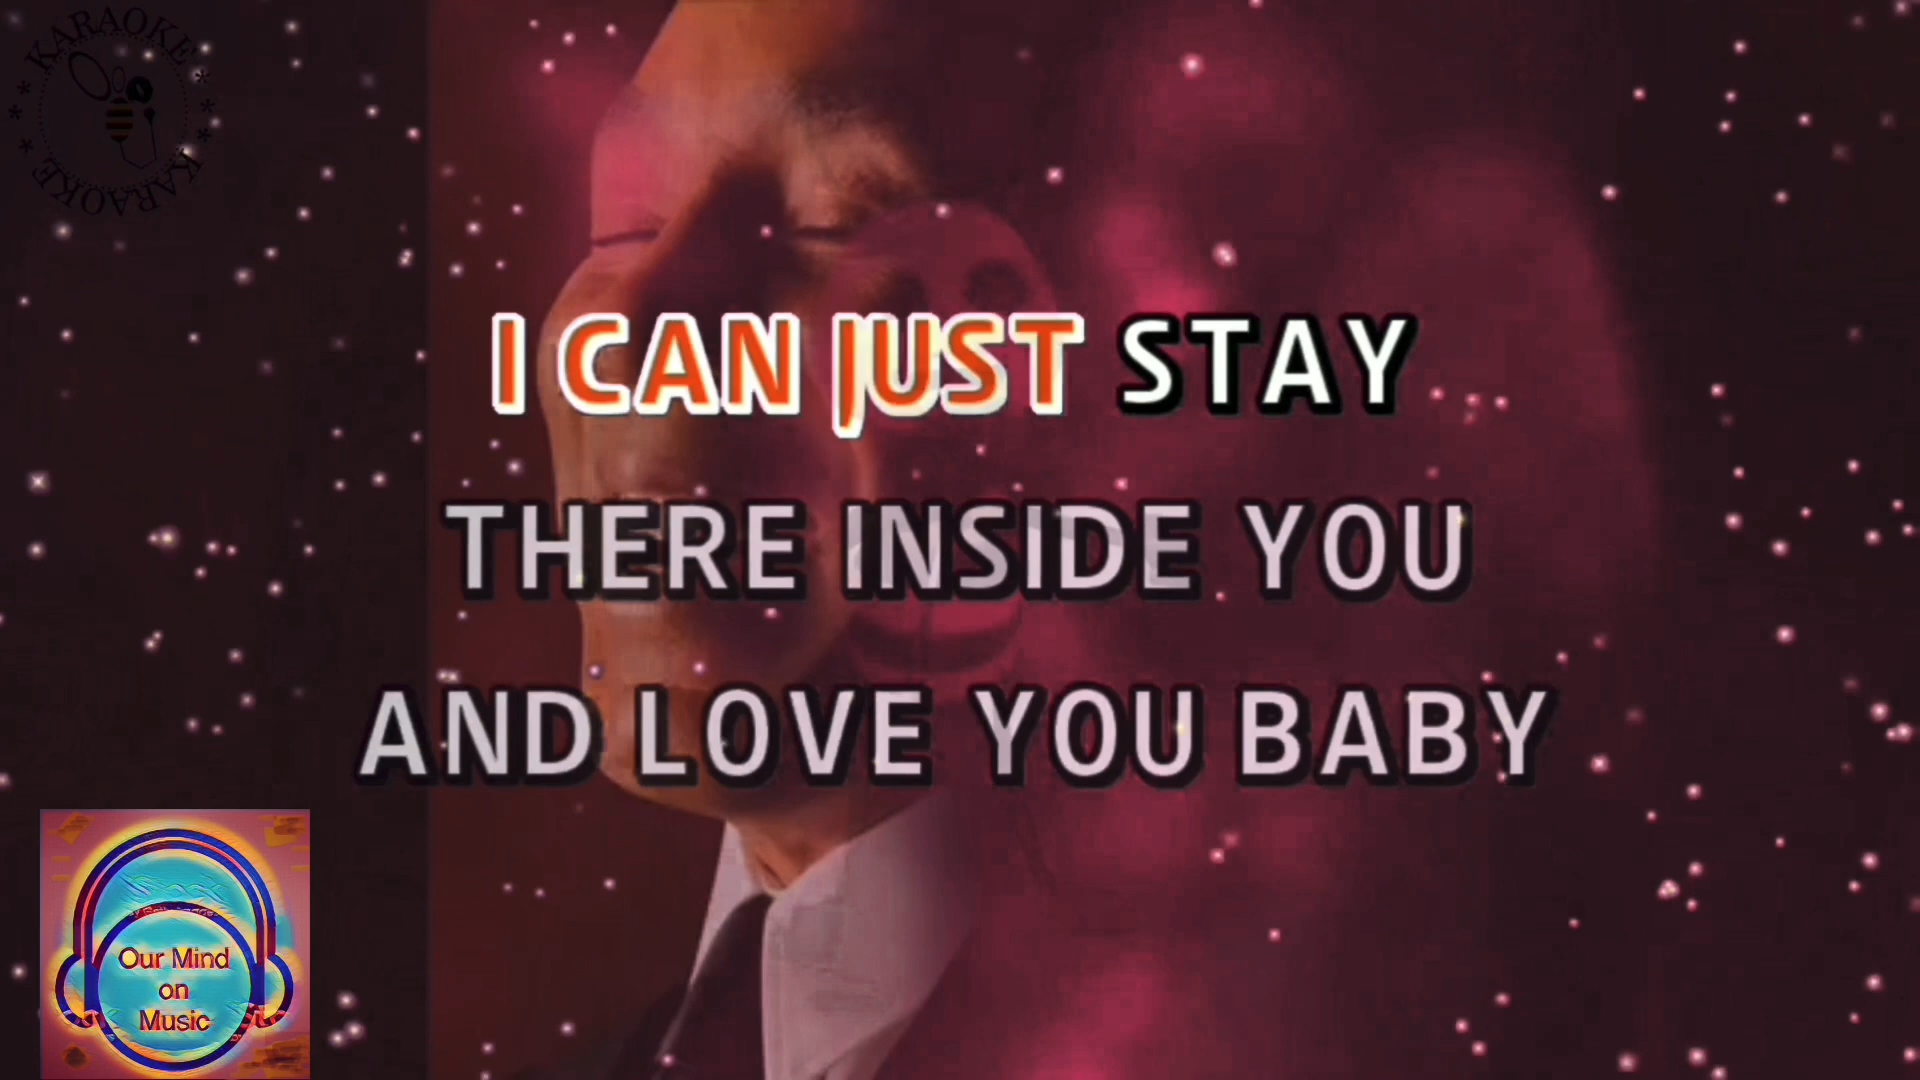 KARAOKE
KARAOKE
I CAN JUST STAY
THERE INSIDE YOU
AND LOVE YOU BABY
Our Mind
on
Music